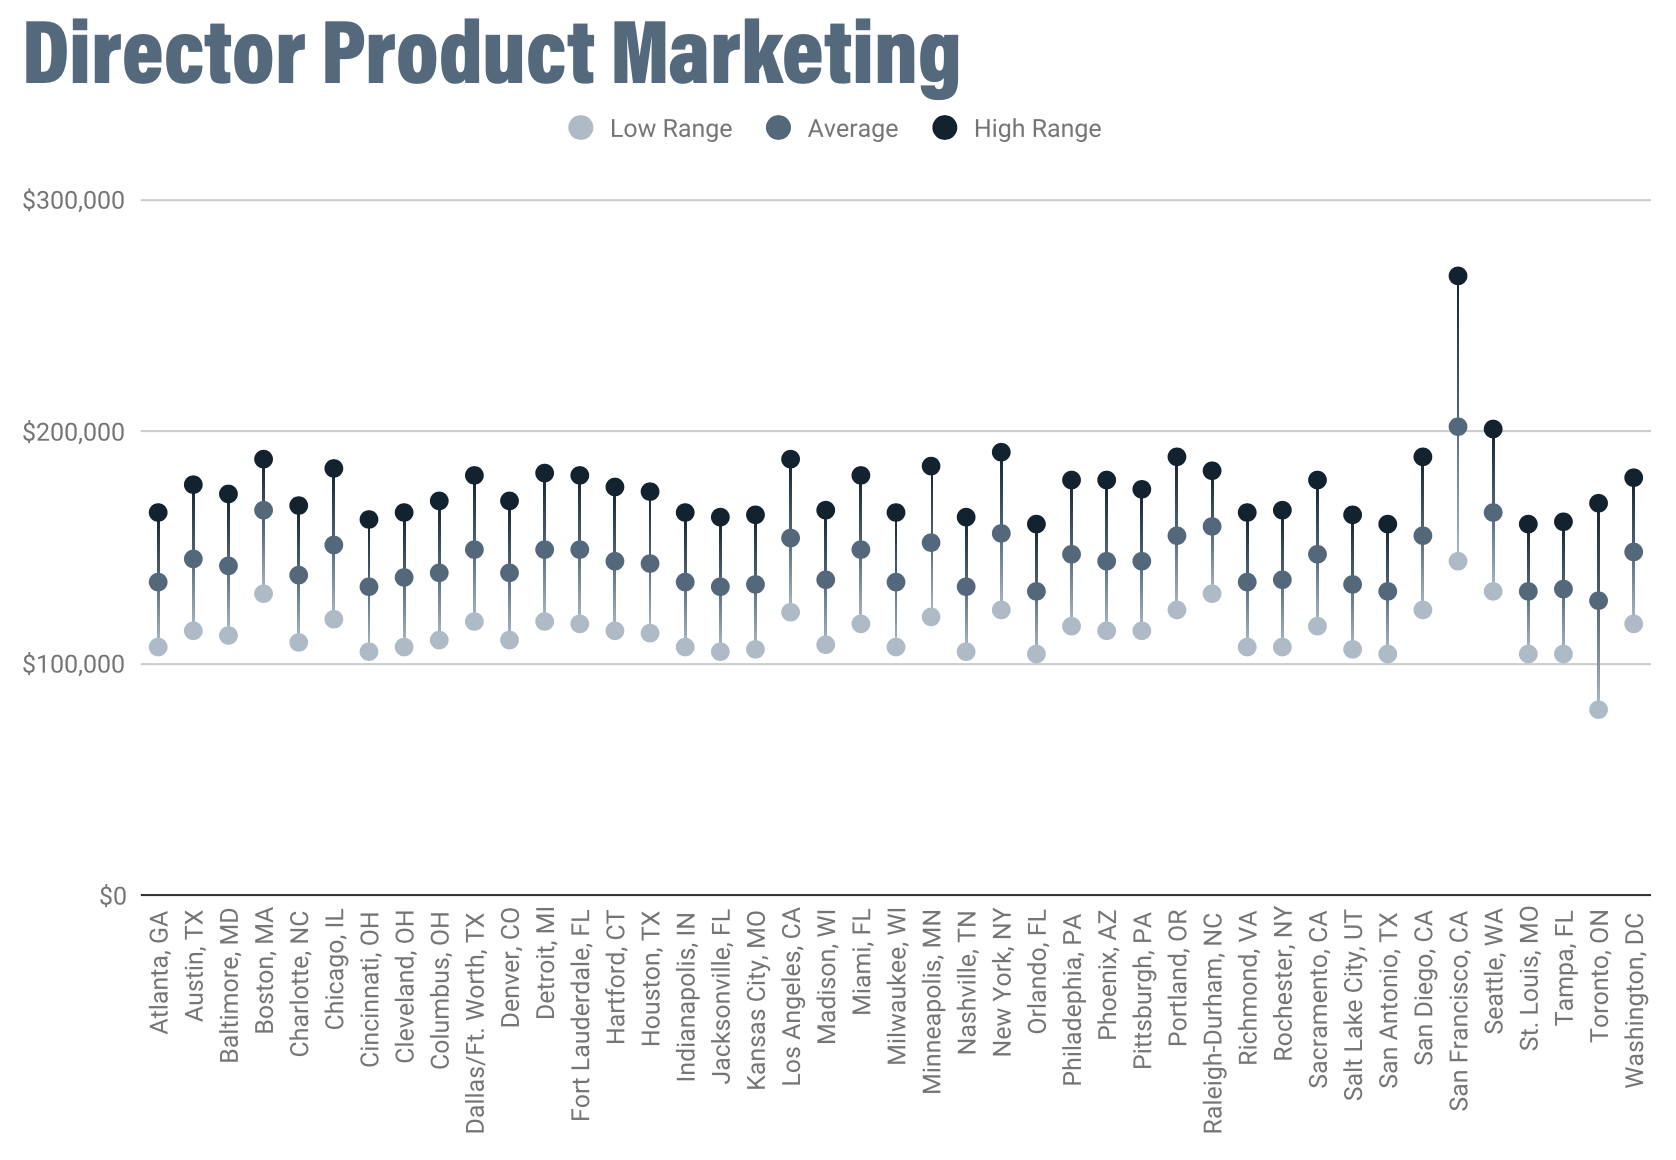 Director Product Marketing
Low Range
Average
High Range
$300,000
$200,000
$100,000
$0
Atlanta, GA
Austin, TX
Baltimore, MD
Boston, MA
Charlotte, NC
Chicago, IL
Cincinnati, OH
Cleveland, OH
Columbus, OH
Dallas/Ft. Worth, TX
Denver, CO
Detroit, MI
Fort Lauderdale, FL
Hartford, CT
Houston, TX
Indianapolis, IN
Jacksonville, FL
Kansas City, MO
Los Angeles, CA
Madison, WI
Miami, FL
Milwaukee, WI
Minneapolis, MN
Nashville, TN
New York, NY
Orlando, FL
Philadephia, PA
Phoenix, AZ
Pittsburgh, PA
Portland, OR
Raleigh-Durham, NC
Richmond, VA
Rochester, NY
Sacramento, CA
Salt Lake City, UT
San Antonio, TX
San Diego, CA
San Francisco, CA
Seattle, WA
St. Louis, MO
Tampa, FL
Toronto, ON
Washington, DC